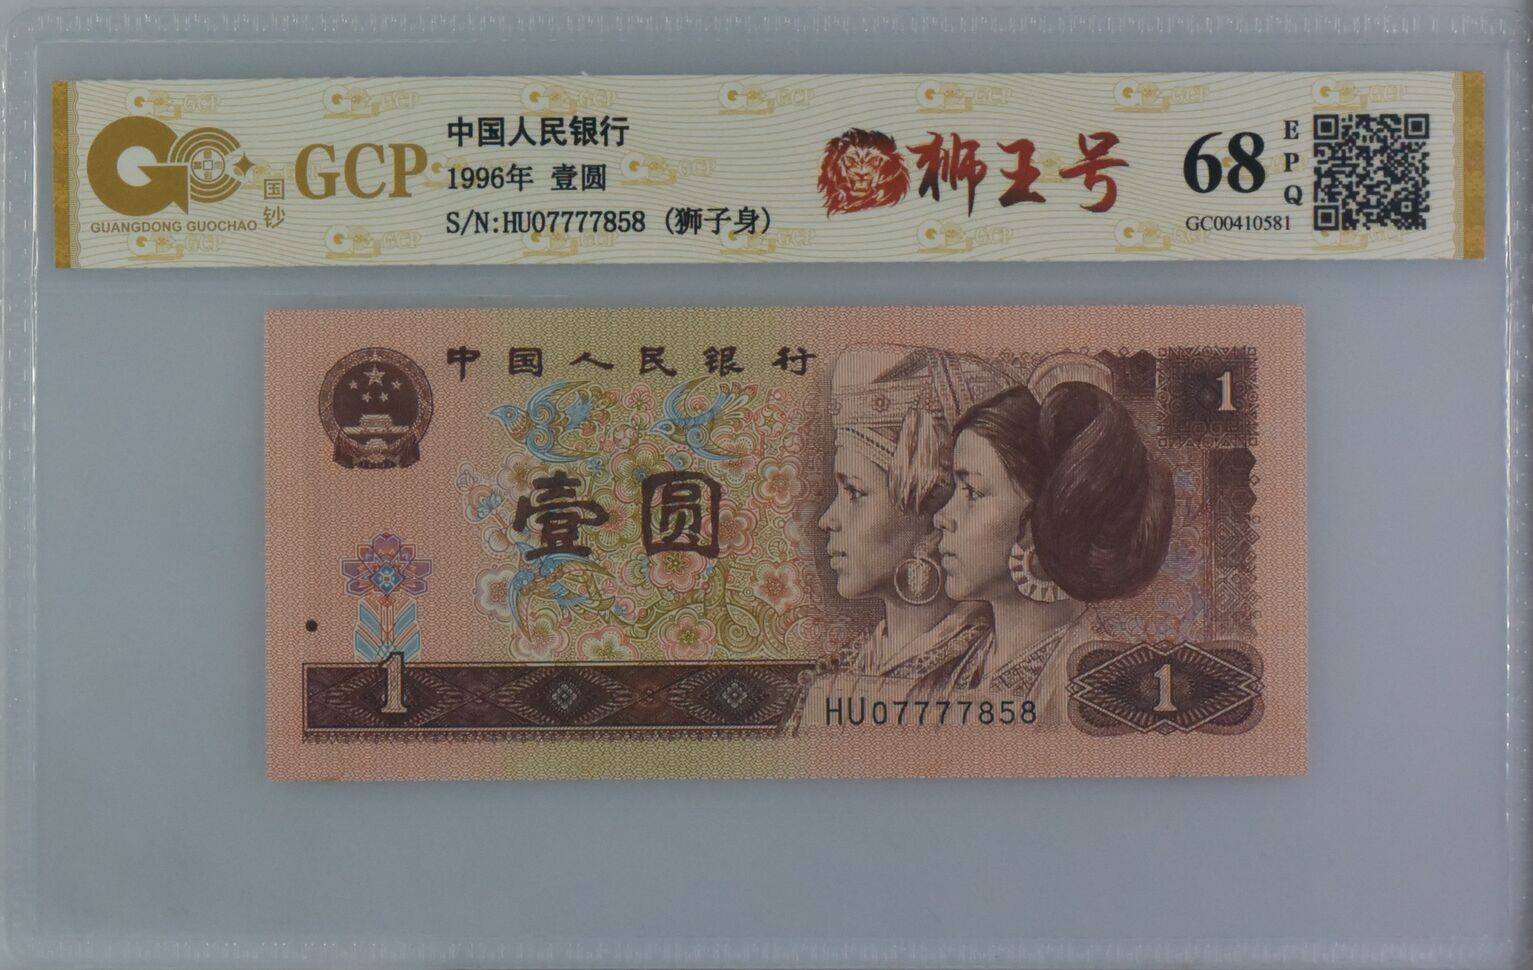 GCP
国钞
GUANGDONG GUOCHAO
中国人民银行
1996年 壹圆
S/N:HU07777858 (狮子身)
狮王号
68
EPQ
GC00410581
中国人民银行
1
壹圆
1
HU07777858
1